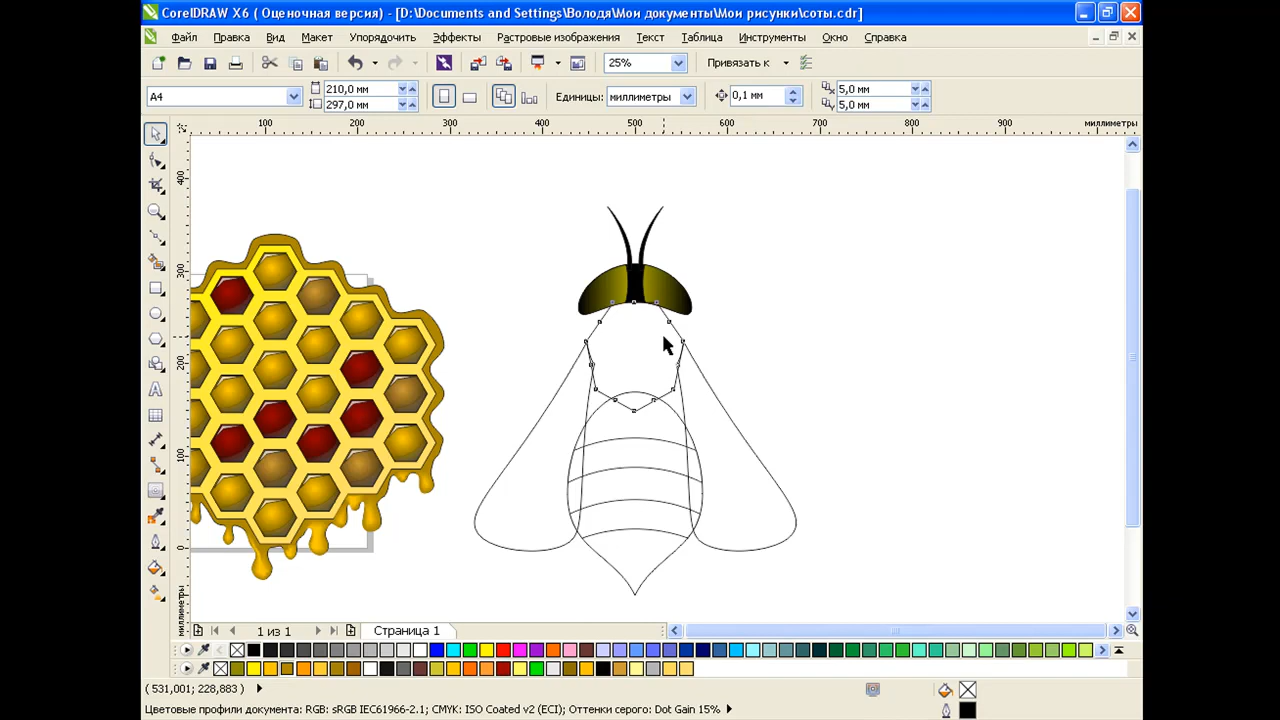 CorelDRAW X6 ( Оценочная версия) - [D:\Documents and Settings\Володя\Мои документы\Мои рисунки\соты.cdr]
Файл Правка Вид Макет Упорядочить Эффекты Растровые изображения Текст Таблица Инструменты Окно Справка
25% Привязать к
A4 210,0 мм 297,0 мм Единицы: миллиметры 0,1 мм 5,0 мм 5,0 мм
100 200 300 400 500 600 700 800 900 миллиметры
400
300
200
100
0
миллиметры
1 из 1 Страница 1
( 531,001; 228,883 )
Цветовые профили документа: RGB: sRGB IEC61966-2.1; CMYK: ISO Coated v2 (ECI); Оттенки серого: Dot Gain 15%